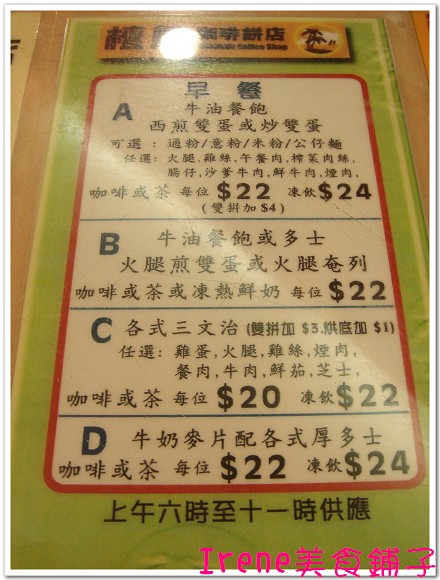 檀島咖啡餅店
Coffee Shop
早餐
A 牛油餐飽
西煎雙蛋或炒雙蛋
可選：通粉/意粉/米粉/公仔麵
任選：火腿,雞絲,午餐肉,榨菜肉絲,
腸仔,沙爹牛肉,鮮牛肉,煙肉,
咖啡或茶 每位 $22 凍飲 $24
(雙拼加 $4)
B 牛油餐飽或多士
火腿煎雙蛋或火腿奄列
咖啡或茶或凍熱鮮奶 每位 $22
C 各式三文治 (雙拼加 $3.烘底加 $1)
任選：雞蛋,火腿,雞絲,煙肉,
餐肉,牛肉,鮮茄,芝士,
咖啡或茶 每位 $20 凍飲 $22
D 牛奶麥片配各式厚多士
咖啡或茶 每位 $22 凍飲 $24
上午六時至十一時供應
Irene美食鋪子